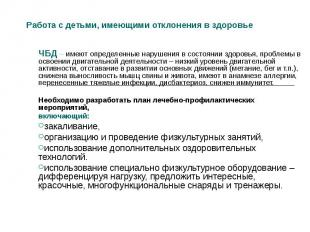 Работа с детьми, имеющими отклонения в здоровье
ЧБД – имеют определенные нарушения в состоянии здоровья, проблемы в
освоении двигательной деятельности – низкий уровень двигательной
активности, отставание в развитии основных движений (метание, бег и т.п.),
снижена выносливость мышц спины и живота, имеют в анамнезе аллергии,
перенесенные тяжелые инфекции, дисбактериоз, снижен иммунитет.
Необходимо разработать план лечебно-профилактических
мероприятий,
включающий:
закаливание,
организацию и проведение физкультурных занятий,
использование дополнительных оздоровительных
технологий.
использование специально физкультурное оборудование –
дифференцируя нагрузку, предложить интересные,
красочные, многофункциональные снаряды и тренажеры.